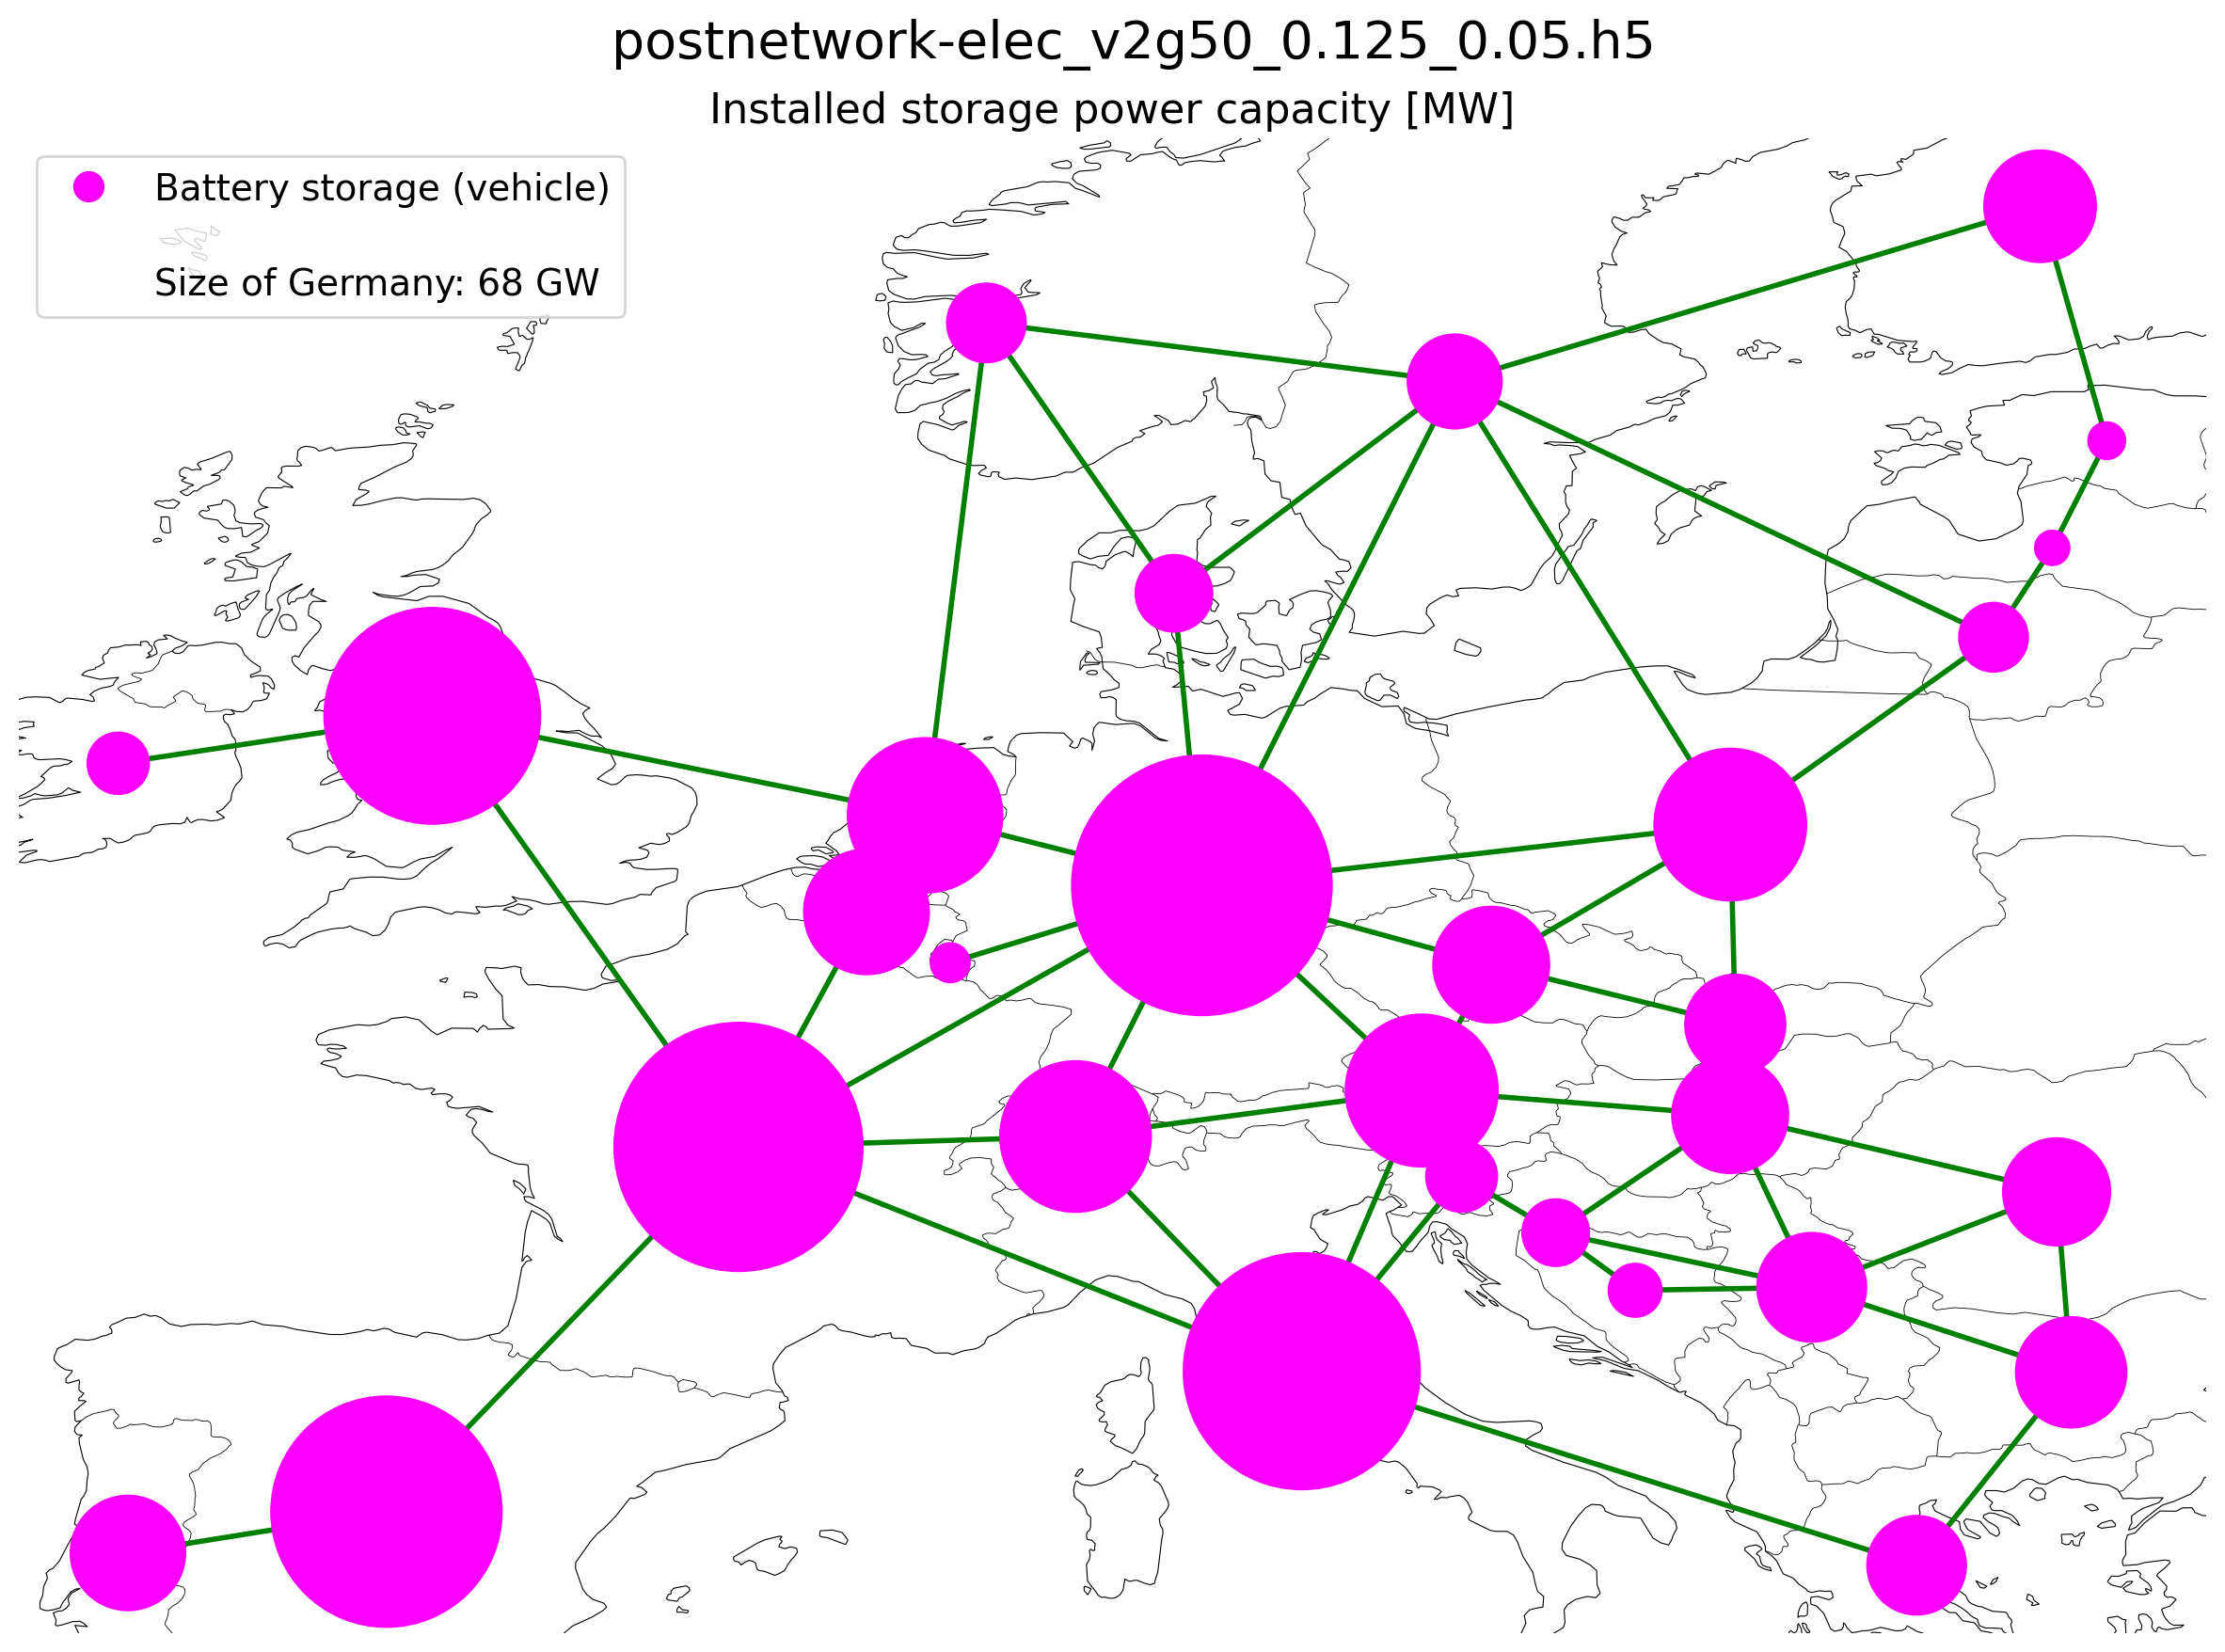 postnetwork-elec_v2g50_0.125_0.05.h5
Installed storage power capacity [MW]
Battery storage (vehicle)
Size of Germany: 68 GW